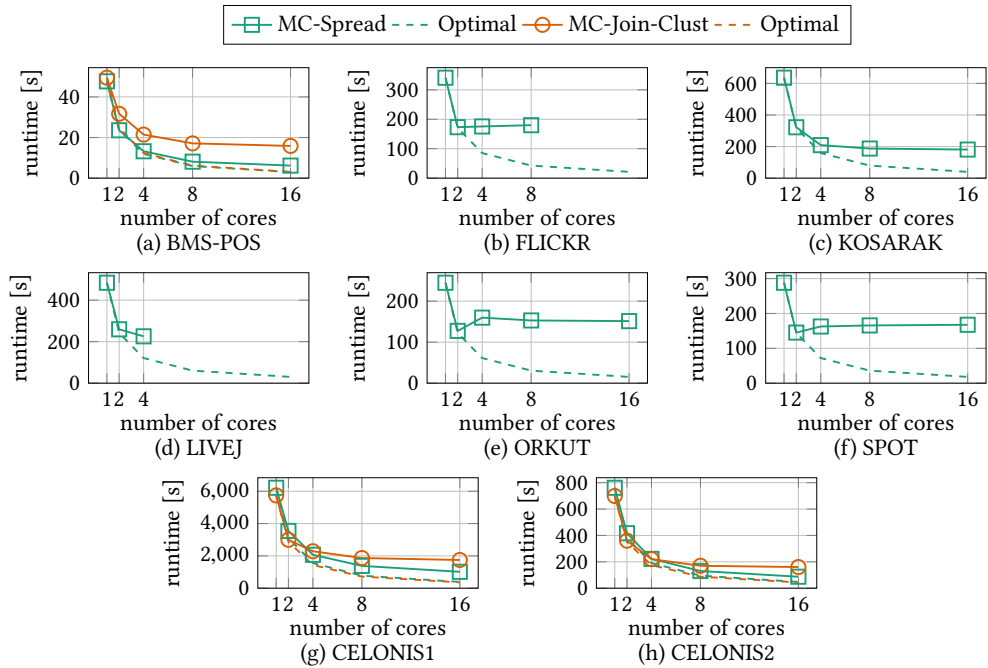 MC-Spread Optimal MC-Join-Clust Optimal
runtime [s]
40
20
0
1 2 4 8 16
number of cores
(a) BMS-POS
runtime [s]
300
200
100
0
1 2 4 8
number of cores
(b) FLICKR
runtime [s]
600
400
200
0
1 2 4 8 16
number of cores
(c) KOSARAK
runtime [s]
400
200
0
1 2 4
number of cores
(d) LIVEJ
runtime [s]
200
100
0
1 2 4 8 16
number of cores
(e) ORKUT
runtime [s]
300
200
100
0
1 2 4 8 16
number of cores
(f) SPOT
runtime [s]
6,000
4,000
2,000
0
1 2 4 8 16
number of cores
(g) CELONIS1
runtime [s]
800
600
400
200
0
1 2 4 8 16
number of cores
(h) CELONIS2